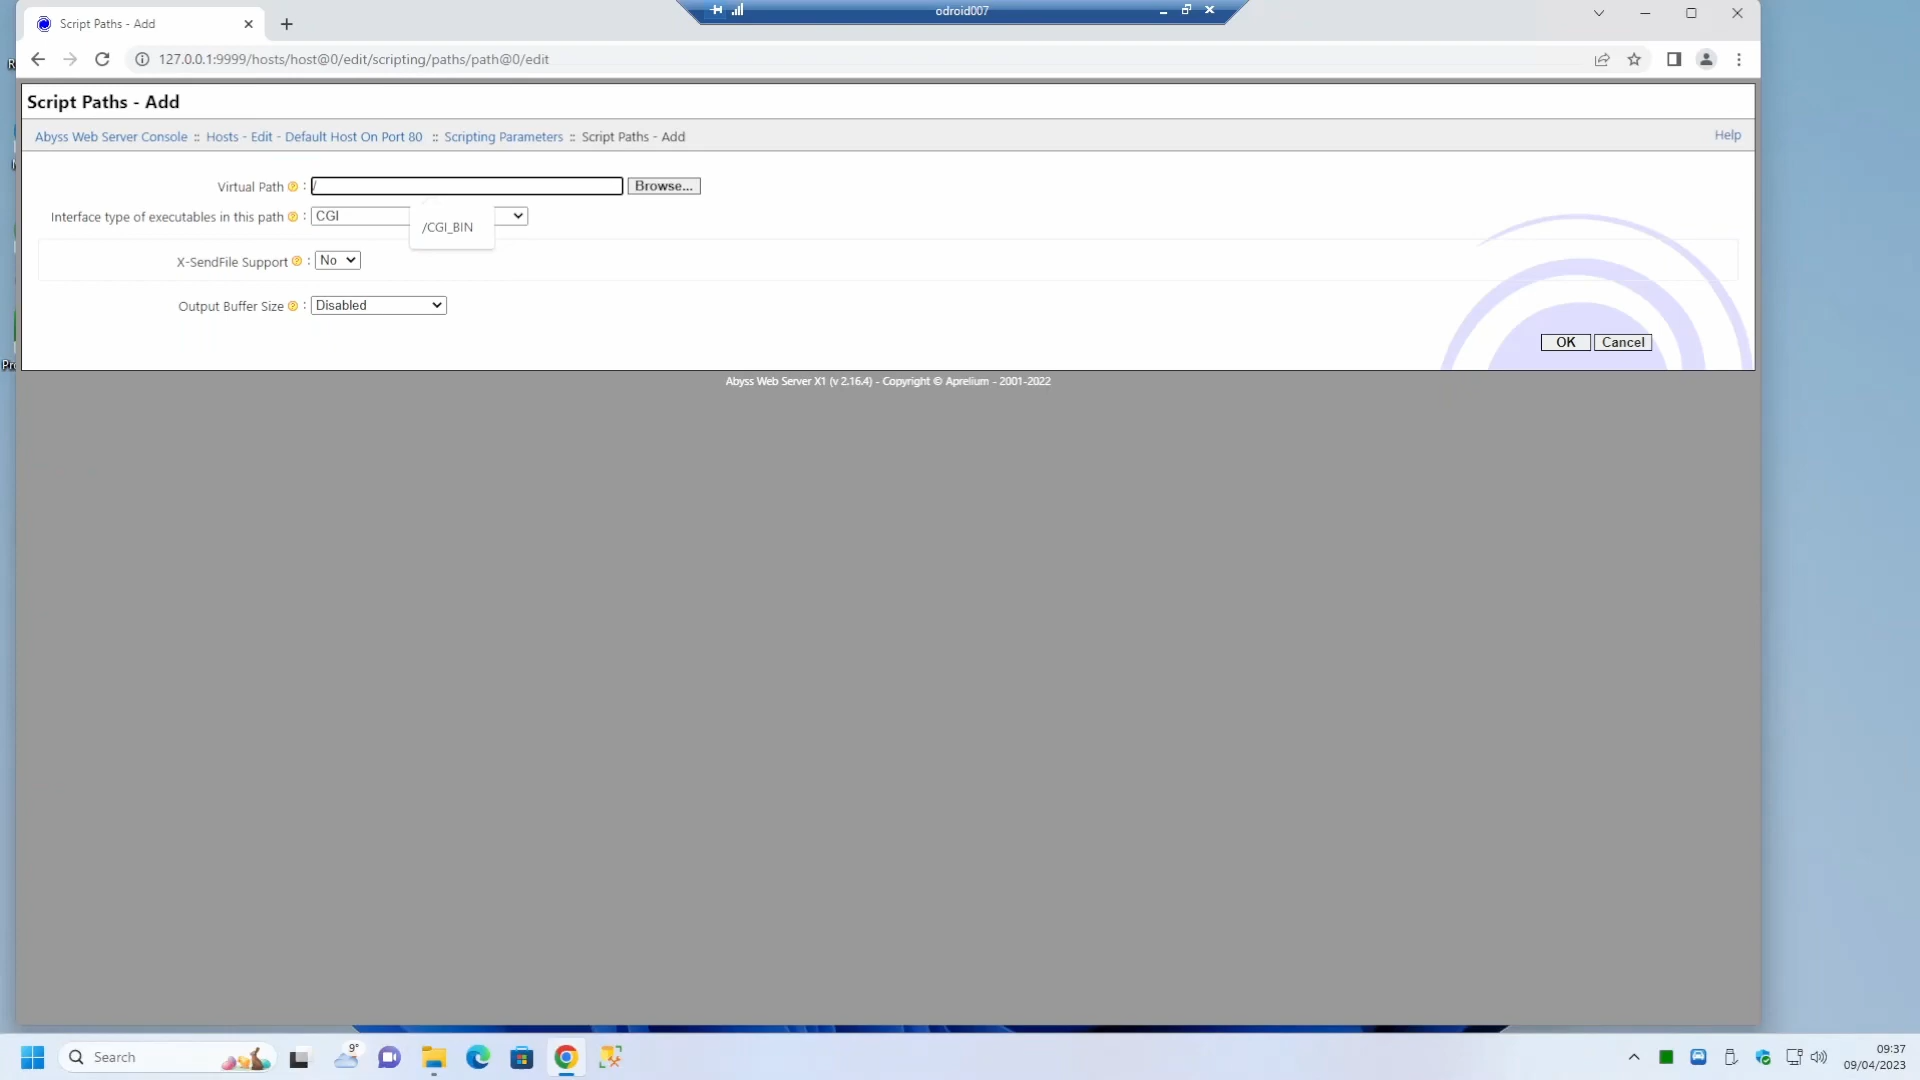 odroid007
Script Paths - Add
127.0.0.1:9999/hosts/host@0/edit/scripting/paths/path@0/edit
Script Paths - Add
Abyss Web Server Console :: Hosts - Edit - Default Host On Port 80 :: Scripting Parameters :: Script Paths - Add
Help
Virtual Path ? : / Browse...
Interface type of executables in this path ? : CGI
/CGI_BIN
X-SendFile Support ? : No
Output Buffer Size ? : Disabled
OK Cancel
Abyss Web Server X1 (v 2.16.4) - Copyright © Aprelium - 2001-2022
Search
9°
09:37
09/04/2023